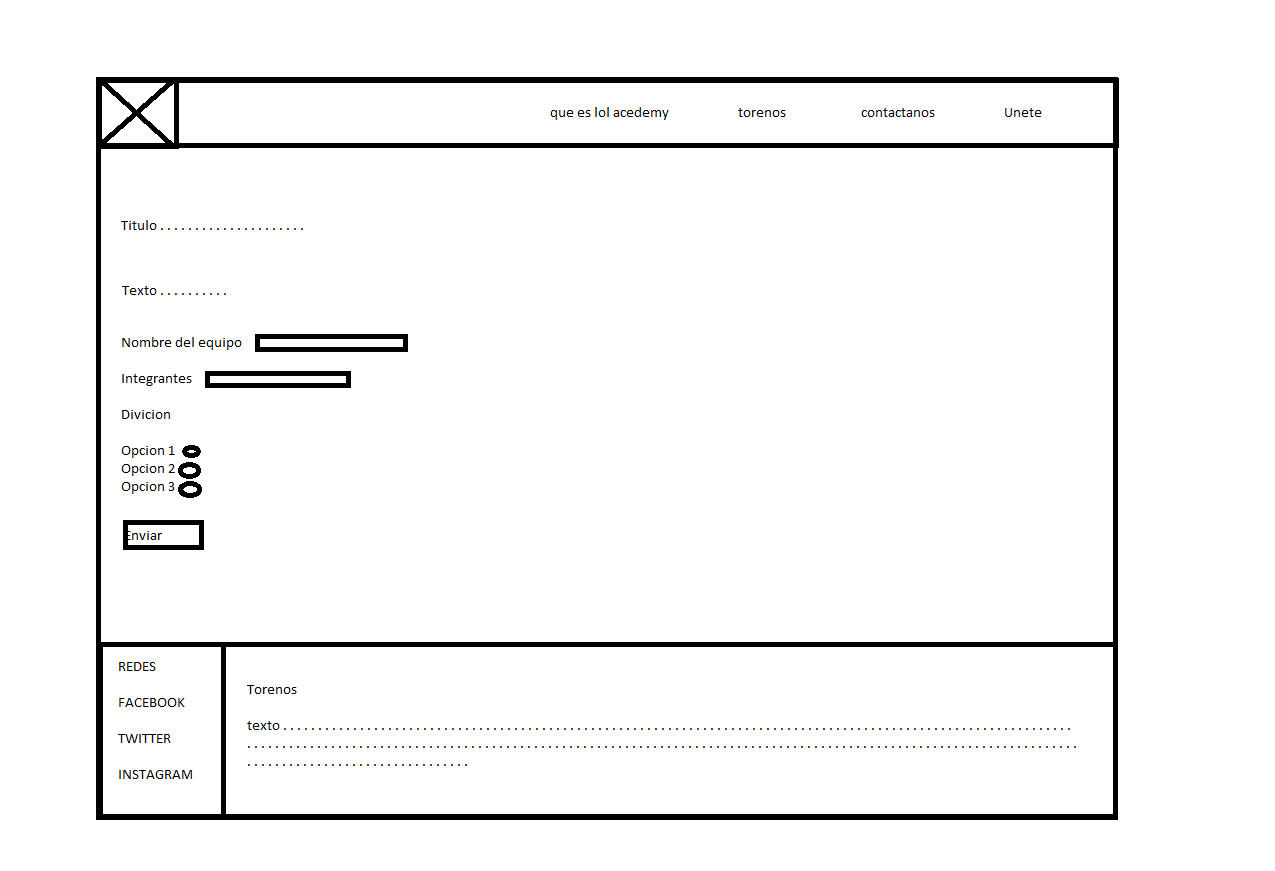 que es lol acedemy torenos contactanos Unete
Titulo . . . . . . . . . . . . . . . . . . . . .
Texto . . . . . . . . . .
Nombre del equipo
Integrantes
Divicion
Opcion 1
Opcion 2
Opcion 3
Enviar
REDES
FACEBOOK
TWITTER
INSTAGRAM
Torenos
texto . . . . . . . . . . . . . . . . . . . . . . . . . . . . . . . . . . . . . . . . . . . . . . . . . . . . . . . . . . . . . . . . . . . . . . . . . . . . . . . . . . . . . . . . . . . . . . . . . . . . . . . . . . . . . . . . .
. . . . . . . . . . . . . . . . . . . . . . . . . . . . . . . . . . . . . . . . . . . . . . . . . . . . . . . . . . . . . . . . . . . . . . . . . . . . . . . . . . . . . . . . . . . . . . . . . . . . . . . . . . . . . . . . . . . . . . .
. . . . . . . . . . . . . . . . . . . . . . . . . . . . . . . .